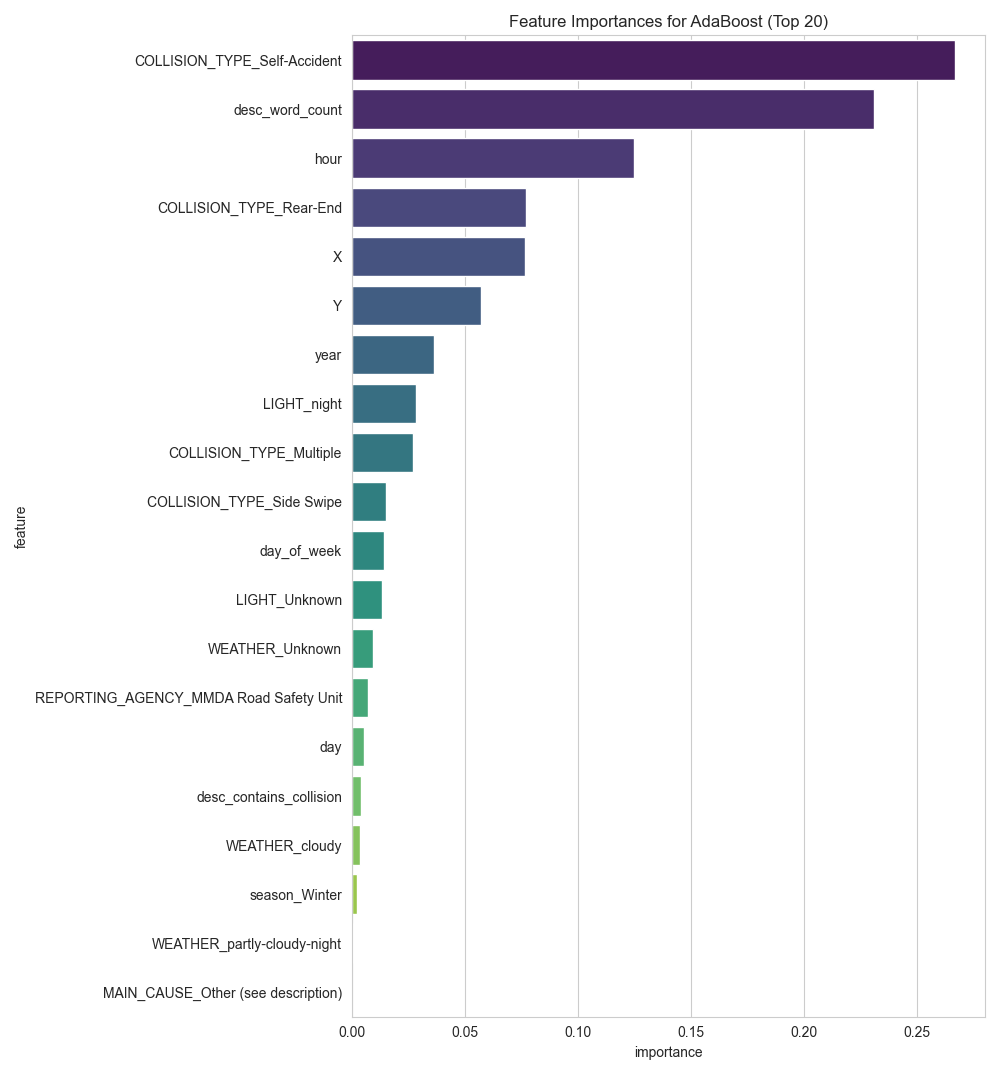 Feature Importances for AdaBoost (Top 20)
COLLISION_TYPE_Self-Accident
desc_word_count
hour
COLLISION_TYPE_Rear-End
X
Y
year
LIGHT_night
COLLISION_TYPE_Multiple
COLLISION_TYPE_Side Swipe
day_of_week
LIGHT_Unknown
WEATHER_Unknown
REPORTING_AGENCY_MMDA Road Safety Unit
day
desc_contains_collision
WEATHER_cloudy
season_Winter
WEATHER_partly-cloudy-night
MAIN_CAUSE_Other (see description)
feature
0.00 0.05 0.10 0.15 0.20 0.25
importance